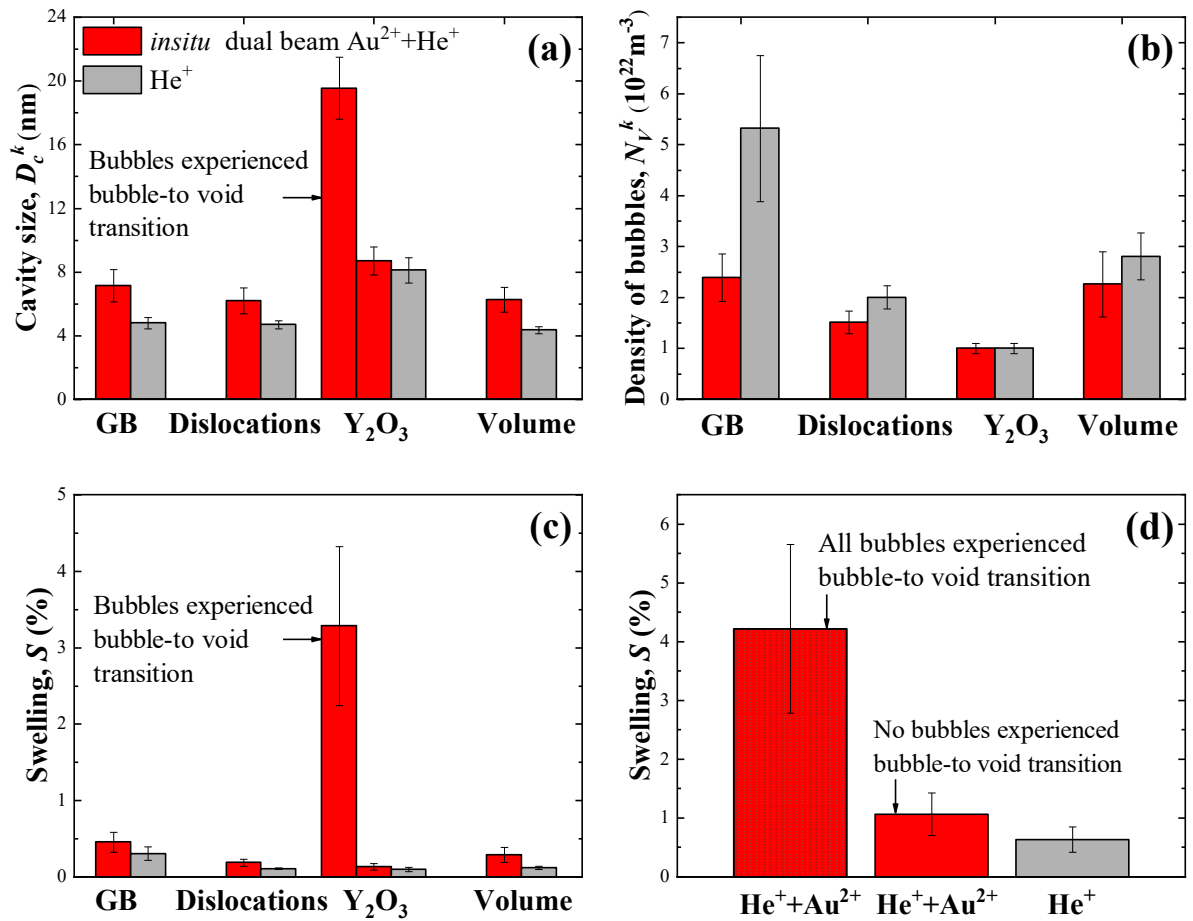 24
20
16
12
8
4
0
Cavity size, D_c^k (nm)
insitu dual beam Au²⁺+He⁺
He⁺
(a)
Bubbles experienced
bubble-to void
transition
GB Dislocations Y₂O₃ Volume
7
6
5
4
3
2
1
0
Density of bubbles, N_V^k (10²²m⁻³)
(b)
GB Dislocations Y₂O₃ Volume
5
4
3
2
1
0
Swelling, S (%)
(c)
Bubbles experienced
bubble-to void
transition
GB Dislocations Y₂O₃ Volume
6
5
4
3
2
1
0
Swelling, S (%)
(d)
All bubbles experienced
bubble-to void transition
No bubbles experienced
bubble-to void transition
He⁺+Au²⁺ He⁺+Au²⁺ He⁺